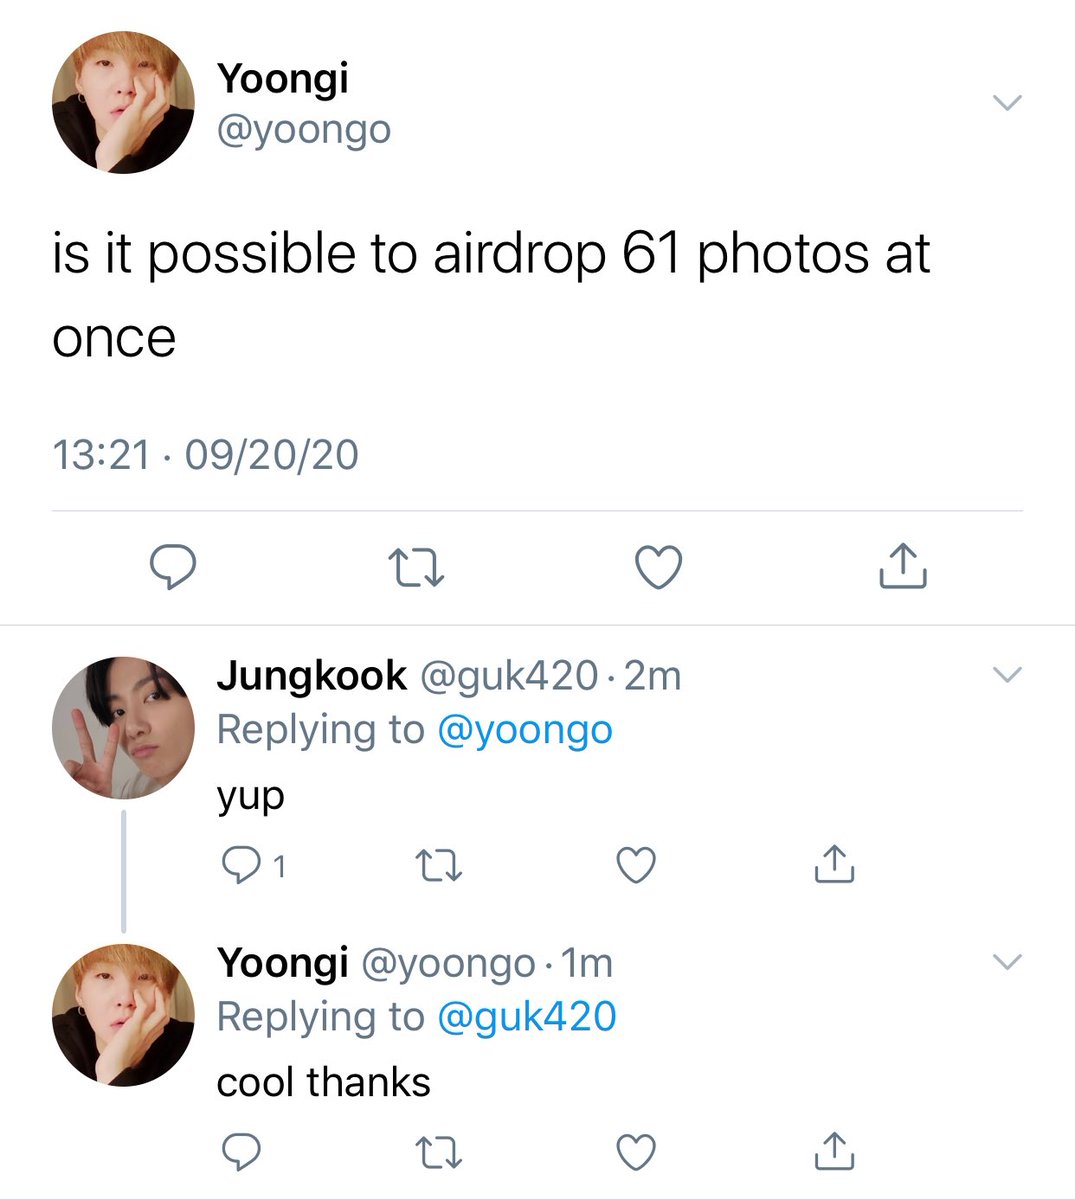 Yoongi
@yoongo
is it possible to airdrop 61 photos at
once
13:21 · 09/20/20
Jungkook @guk420 · 2m
Replying to @yoongo
yup
1
Yoongi @yoongo · 1m
Replying to @guk420
cool thanks